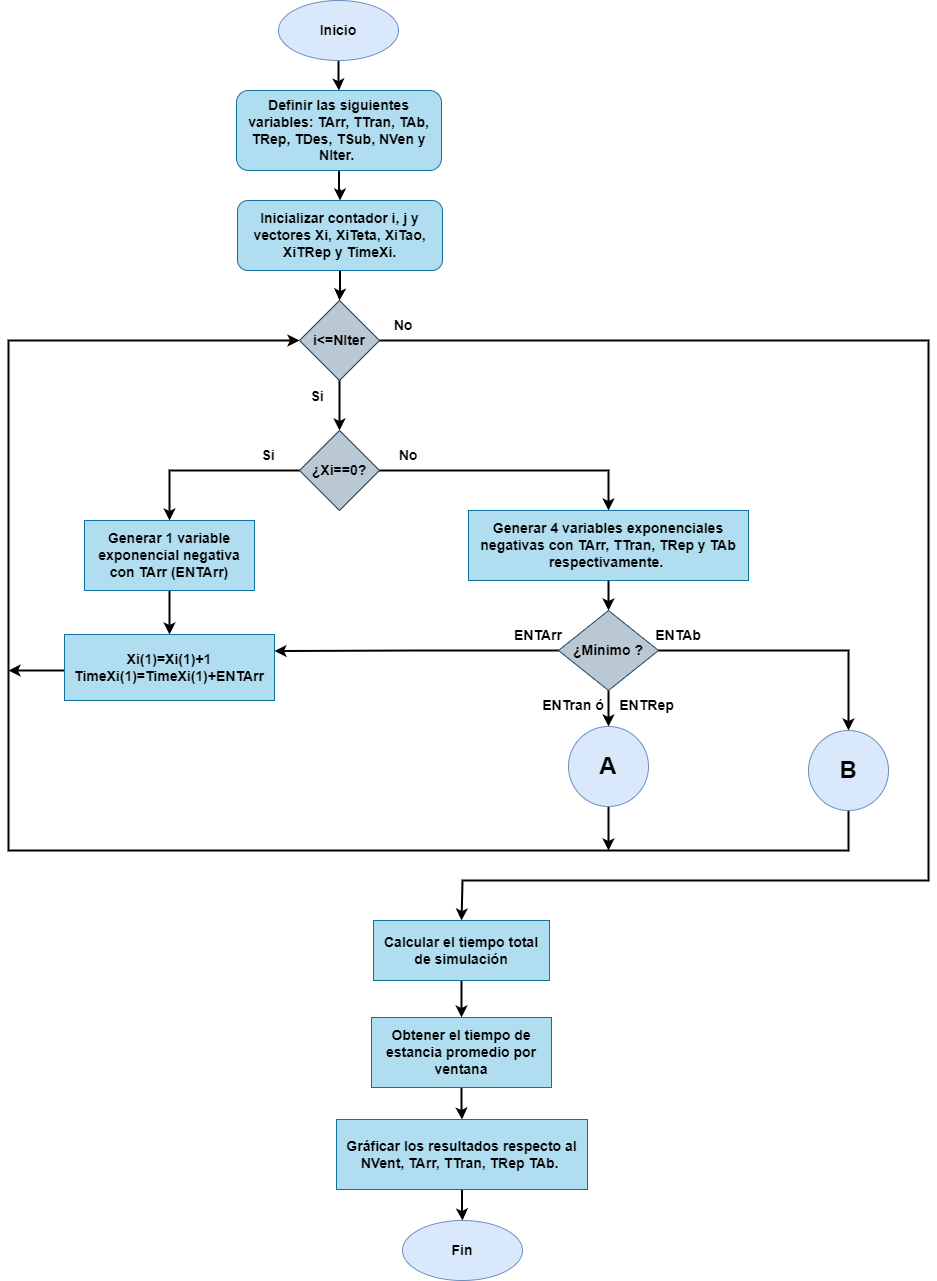 Inicio
Definir las siguientes
variables: TArr, TTran, TAb,
TRep, TDes, TSub, NVen y
NIter.
Inicializar contador i, j y
vectores Xi, XiTeta, XiTao,
XiTRep y TimeXi.
i<=NIter
No
Si
¿Xi==0?
Si
No
Generar 1 variable
exponencial negativa
con TArr (ENTArr)
Generar 4 variables exponenciales
negativas con TArr, TTran, TRep y TAb
respectivamente.
Xi(1)=Xi(1)+1
TimeXi(1)=TimeXi(1)+ENTArr
ENTArr
¿Mínimo ?
ENTAb
ENTran ó
ENTRep
A
B
Calcular el tiempo total
de simulación
Obtener el tiempo de
estancia promedio por
ventana
Gráficar los resultados respecto al
NVent, TArr, TTran, TRep TAb.
Fin